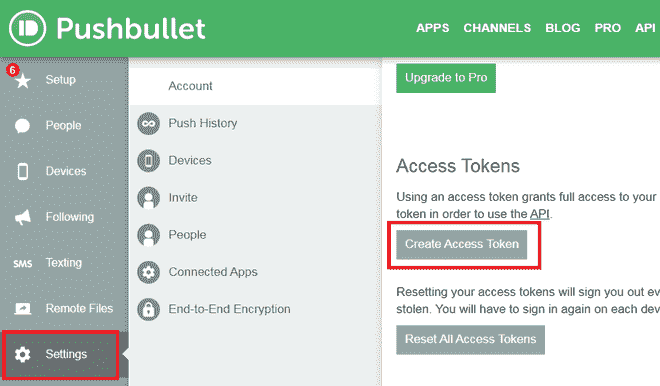 Pushbullet
APPS CHANNELS BLOG PRO API
6
Setup
People
Devices
Following
SMS Texting
Remote Files
Settings
Account
Push History
Devices
Invite
People
Connected Apps
End-to-End Encryption
Upgrade to Pro
Access Tokens
Using an access token grants full access to your
token in order to use the API.
Create Access Token
Resetting your access tokens will sign you out ev
stolen. You will have to sign in again on each dev
Reset All Access Tokens